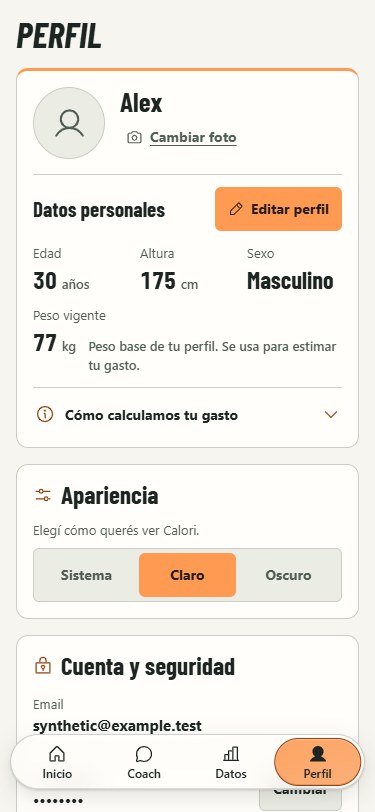 PERFIL
Alex
Cambiar foto
Datos personales
Editar perfil
Edad
Altura
Sexo
30 años
175 cm
Masculino
Peso vigente
77 kg
Peso base de tu perfil. Se usa para estimar
tu gasto.
Cómo calculamos tu gasto
Apariencia
Elegí cómo querés ver Calori.
Sistema
Claro
Oscuro
Cuenta y seguridad
Email
synthetic@example.test
Cambiar
••••••••
Inicio
Coach
Datos
Perfil